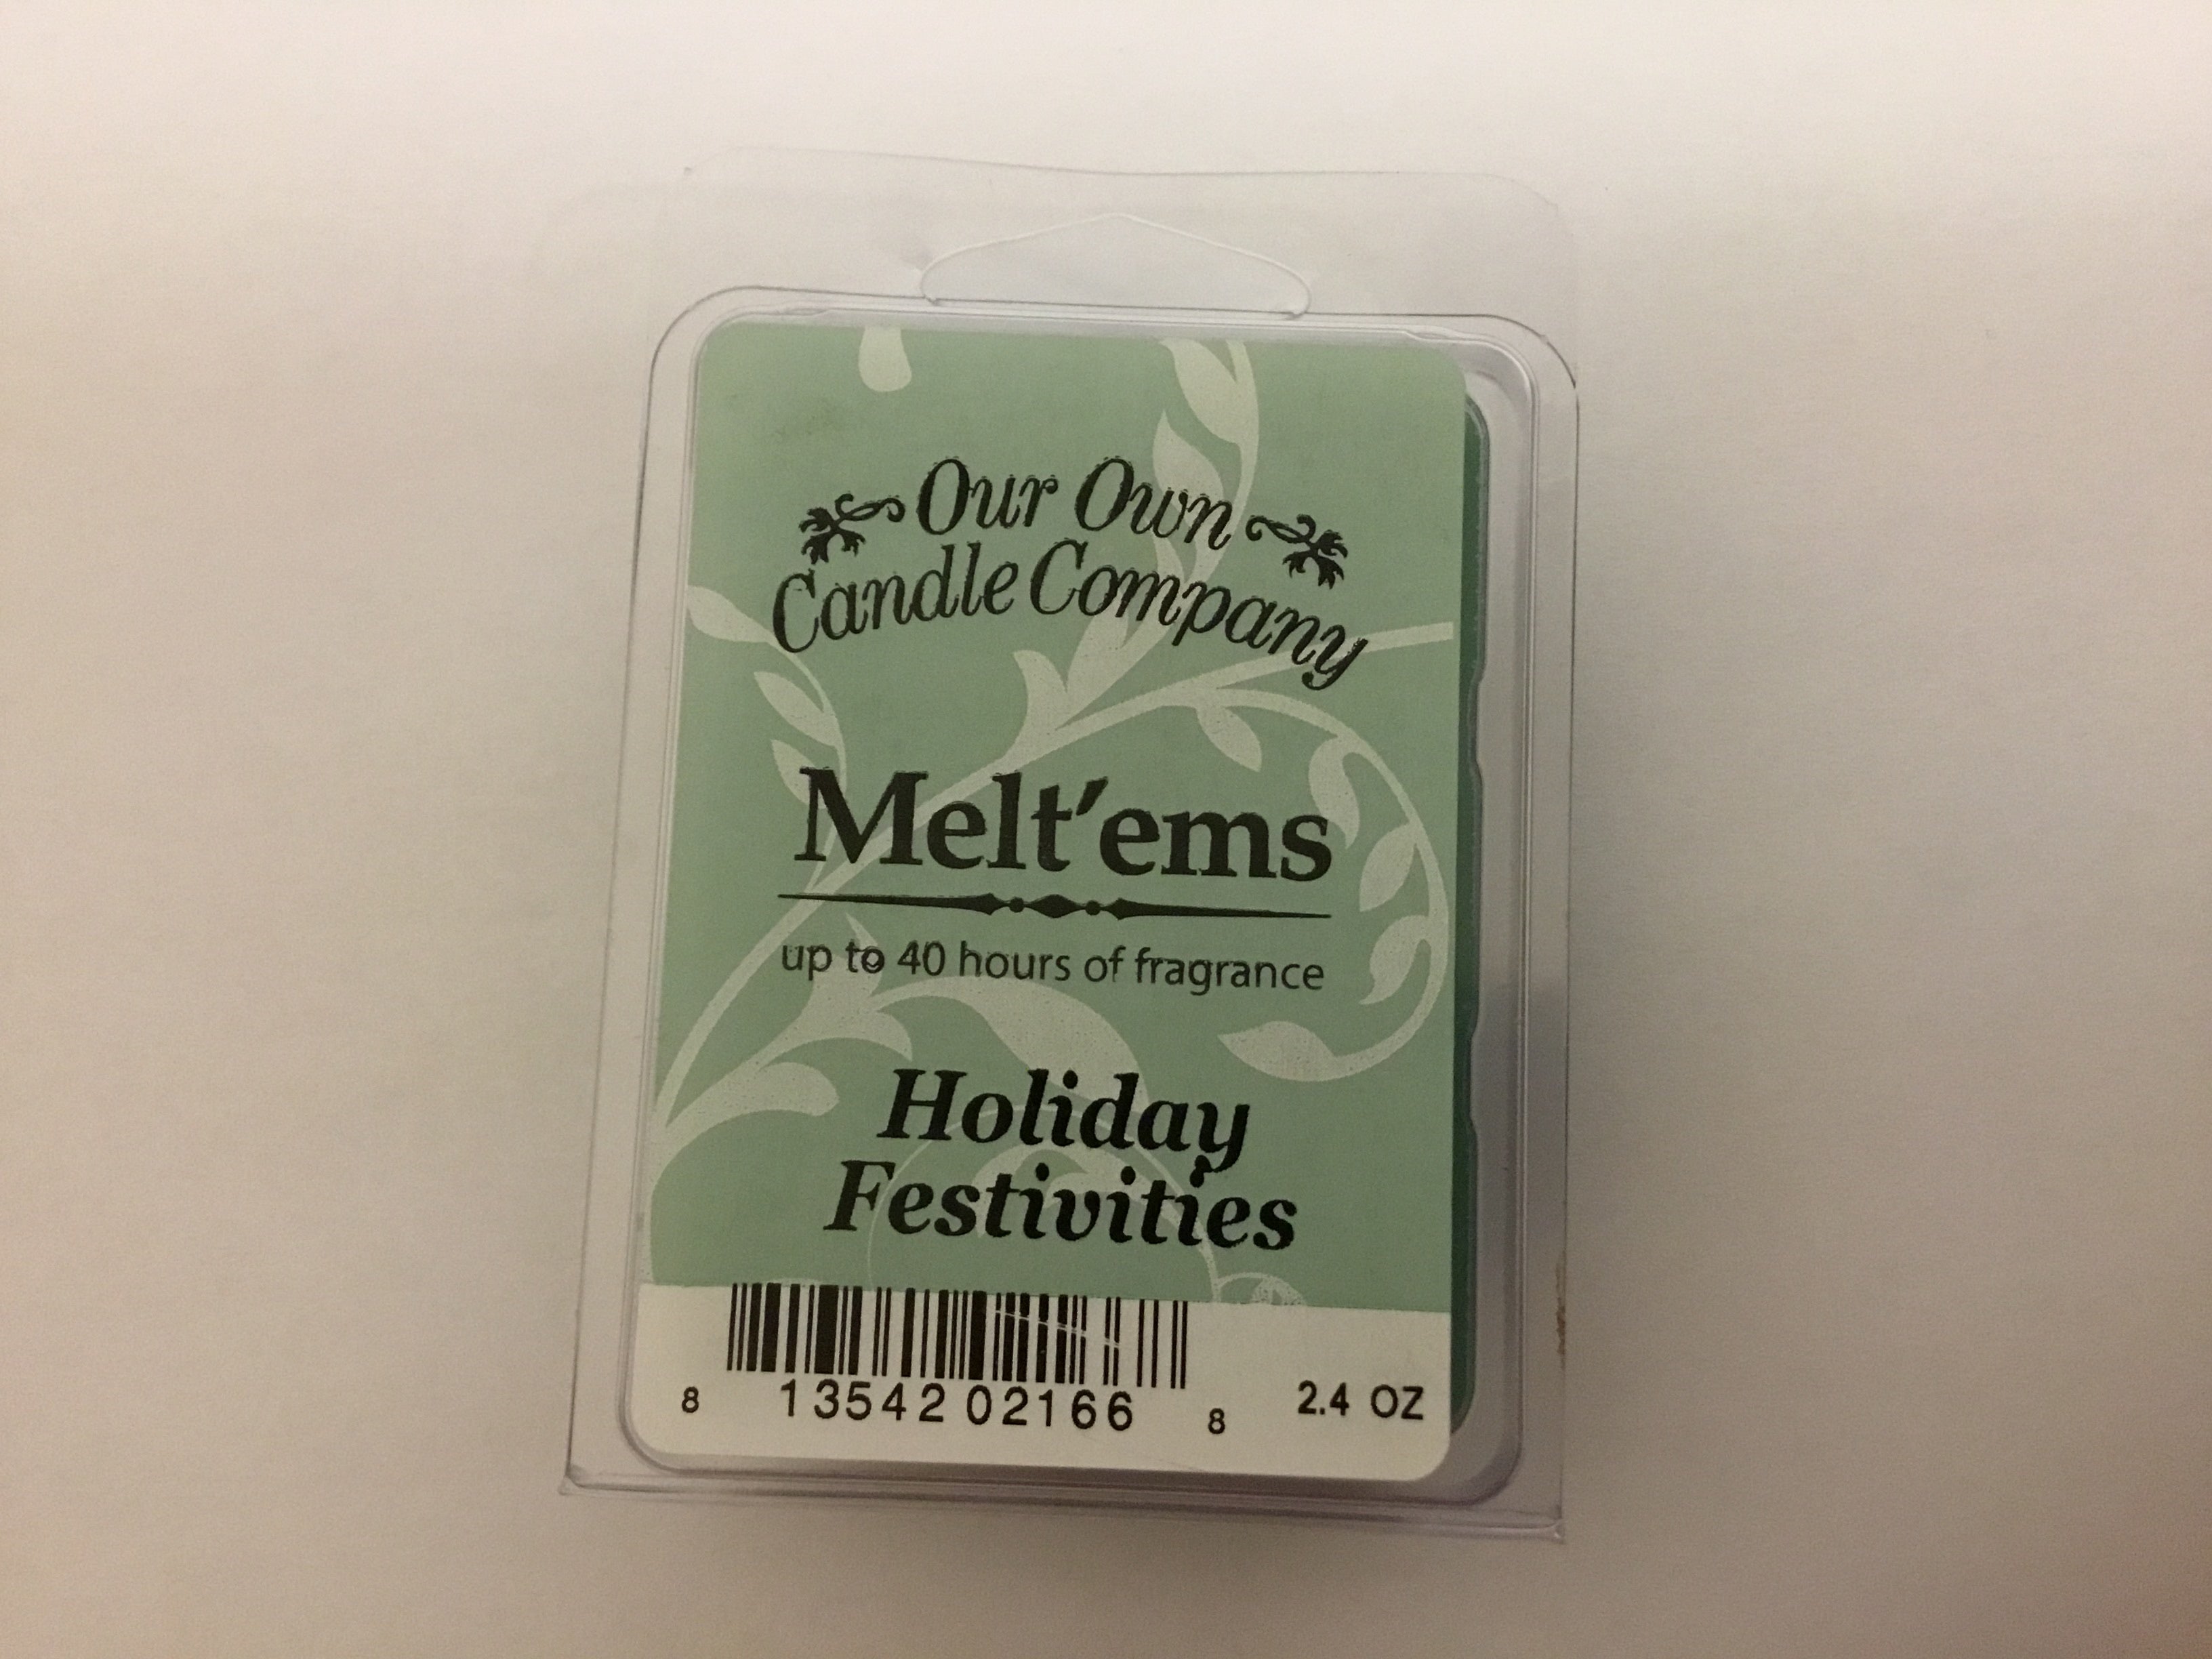 Our Own
Candle Company
Melt'ems
up to 40 hours of fragrance
Holiday
Festivities
8 13542 02166 8 2.4 OZ